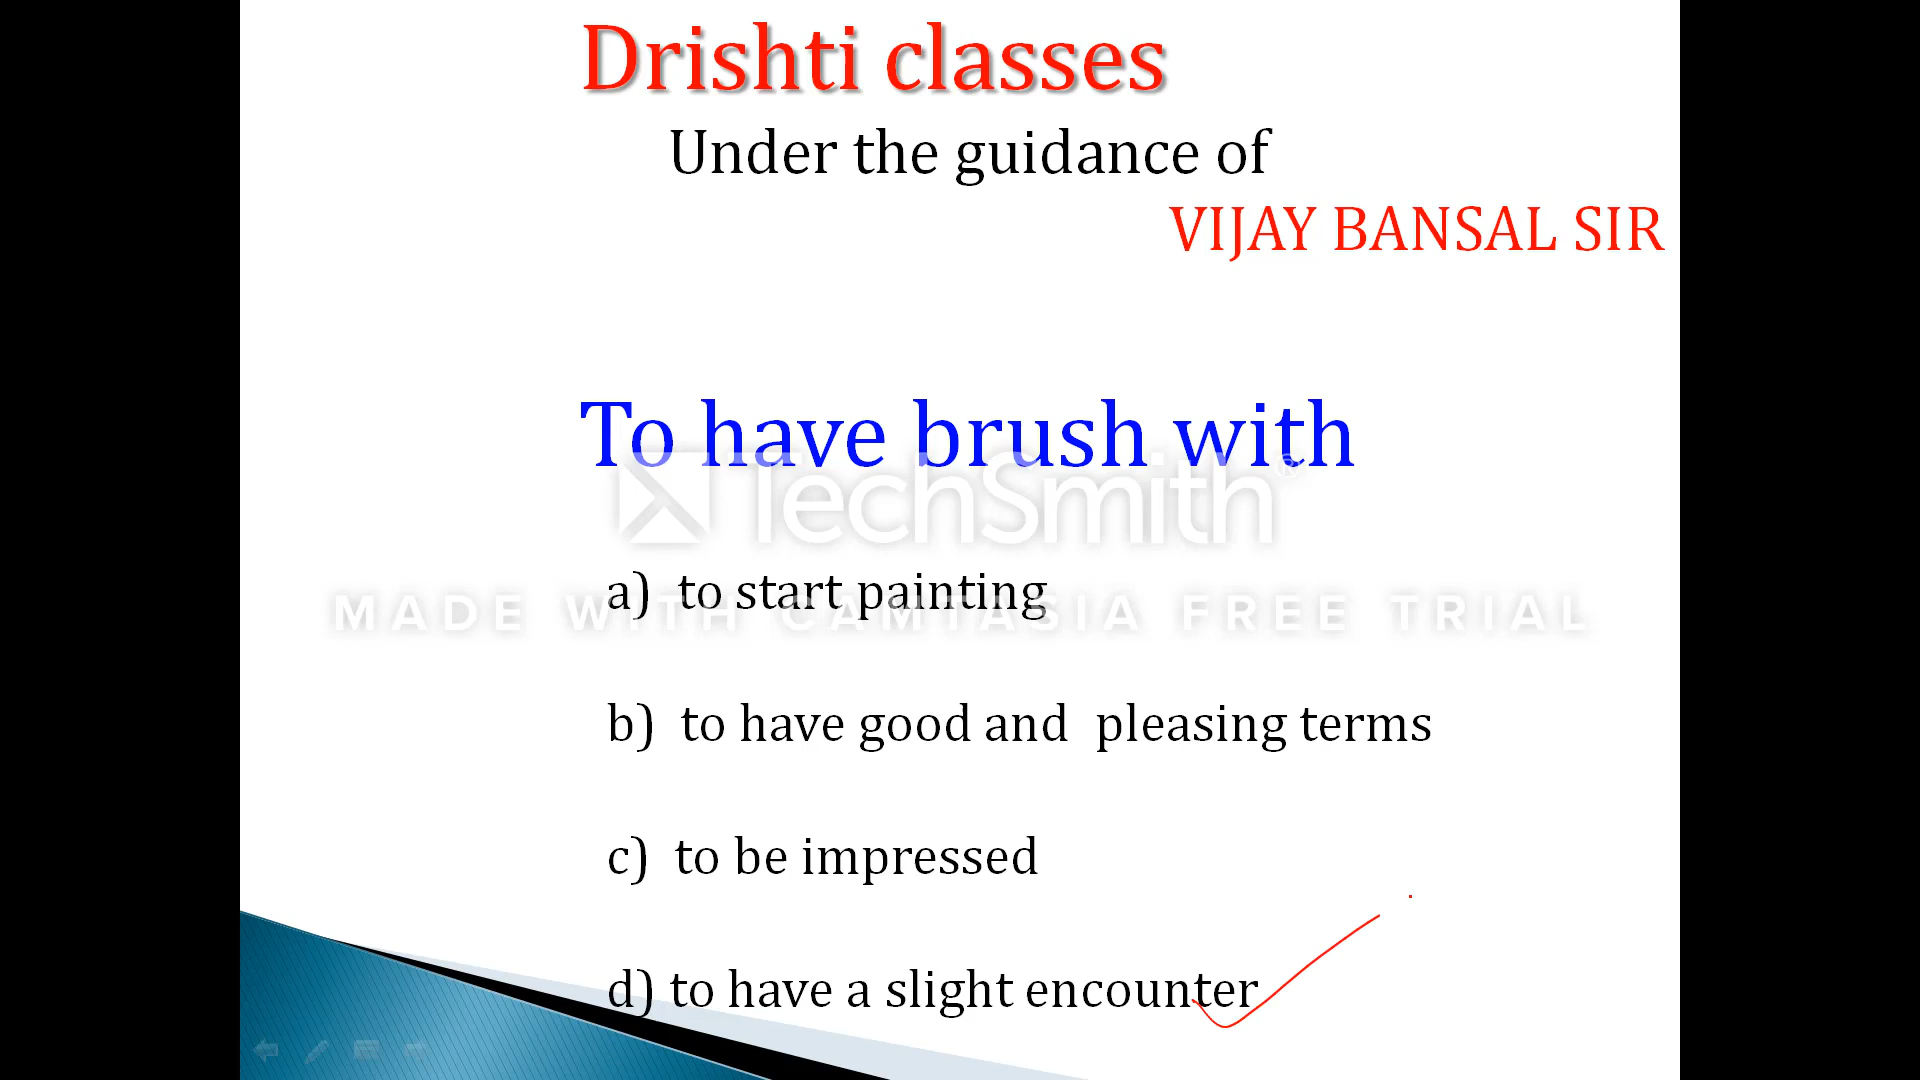 Drishti classes
Under the guidance of
VIJAY BANSAL SIR
To have brush with
TechSmith®
a) to start painting
MADE WITH CAMTASIA FREE TRIAL
b) to have good and pleasing terms
c) to be impressed
d) to have a slight encounter